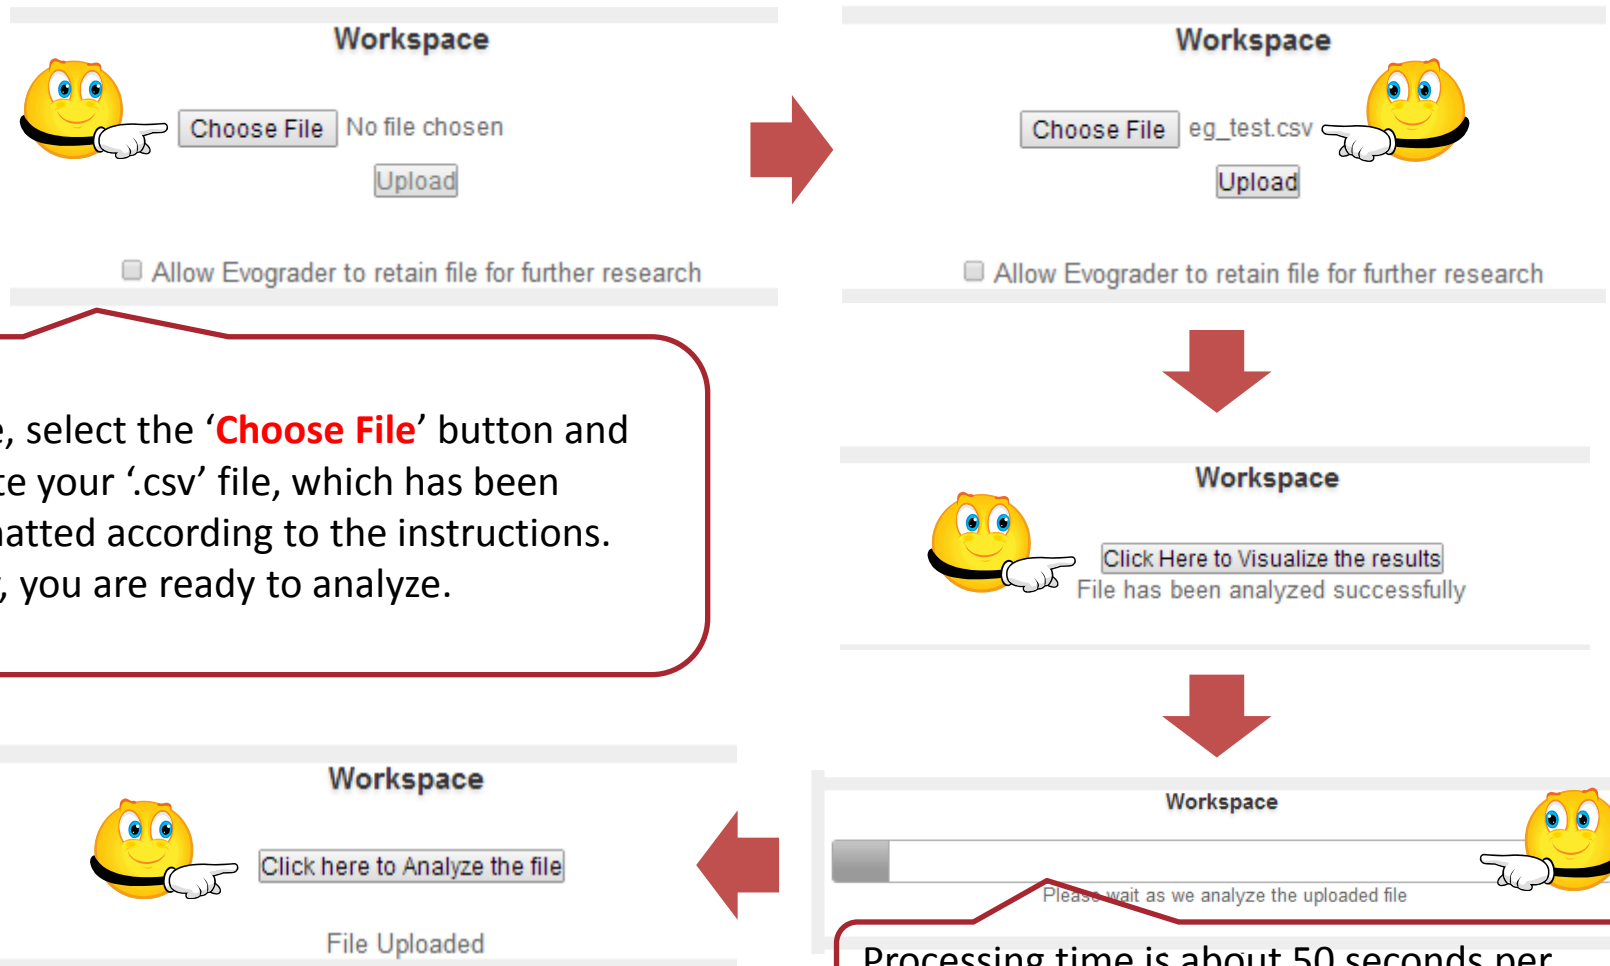 Workspace
Choose File No file chosen
Upload
Allow Evograder to retain file for further research
Workspace
Choose File eg_test.csv
Upload
Allow Evograder to retain file for further research
, select the ‘Choose File’ button and
your ‘.csv’ file, which has been
according to the instructions.
, you are ready to analyze.
Workspace
Click Here to Visualize the results
File has been analyzed successfully
Workspace
Click here to Analyze the file
File Uploaded
Workspace
Please wait as we analyze the uploaded file
Processing time is about 50 seconds per